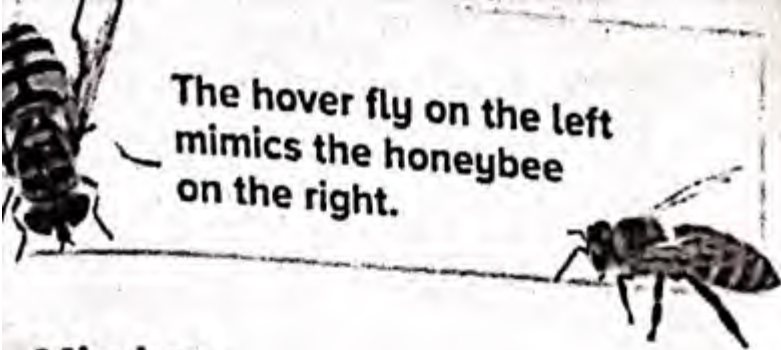 The hover fly on the left
mimics the honeybee
on the right.